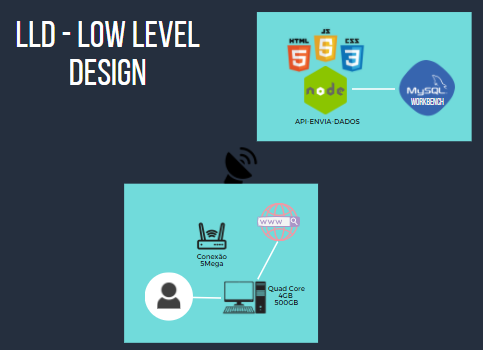 LLD - LOW LEVEL
DESIGN
HTML
JS
CSS
5
5
3
node
MySQL
WORKBENCH
API-ENVIA-DADOS
WWW
Conexão
5Mega
Quad Core
4GB
500GB